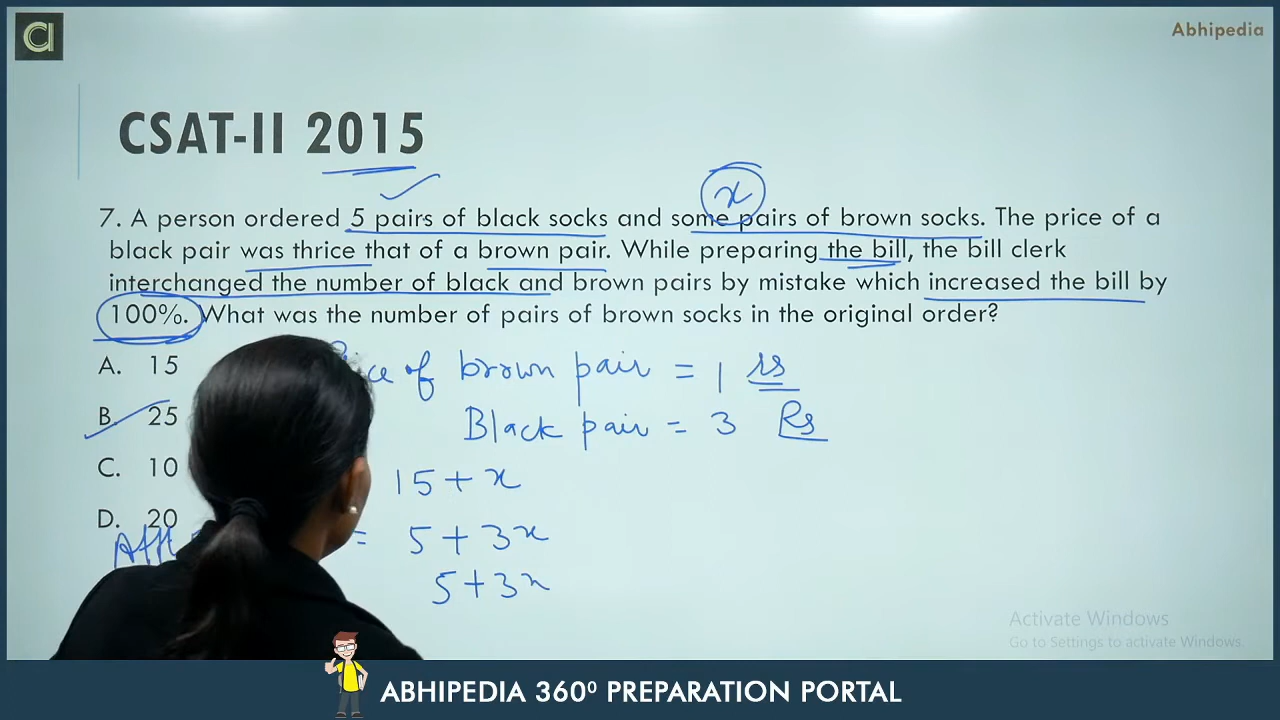 Abhipedia
CSAT-II 2015
x
7. A person ordered 5 pairs of black socks and some pairs of brown socks. The price of a
black pair was thrice that of a brown pair. While preparing the bill, the bill clerk
interchanged the number of black and brown pairs by mistake which increased the bill by
100%. What was the number of pairs of brown socks in the original order?
A. 15
of brown pair = 1 rs
B. 25
Black pair = 3 Rs
C. 10
15 + x
D. 20
= 5 + 3x
5 + 3x
Activate Windows
Go to Settings to activate Windows.
ABHIPEDIA 360⁰ PREPARATION PORTAL